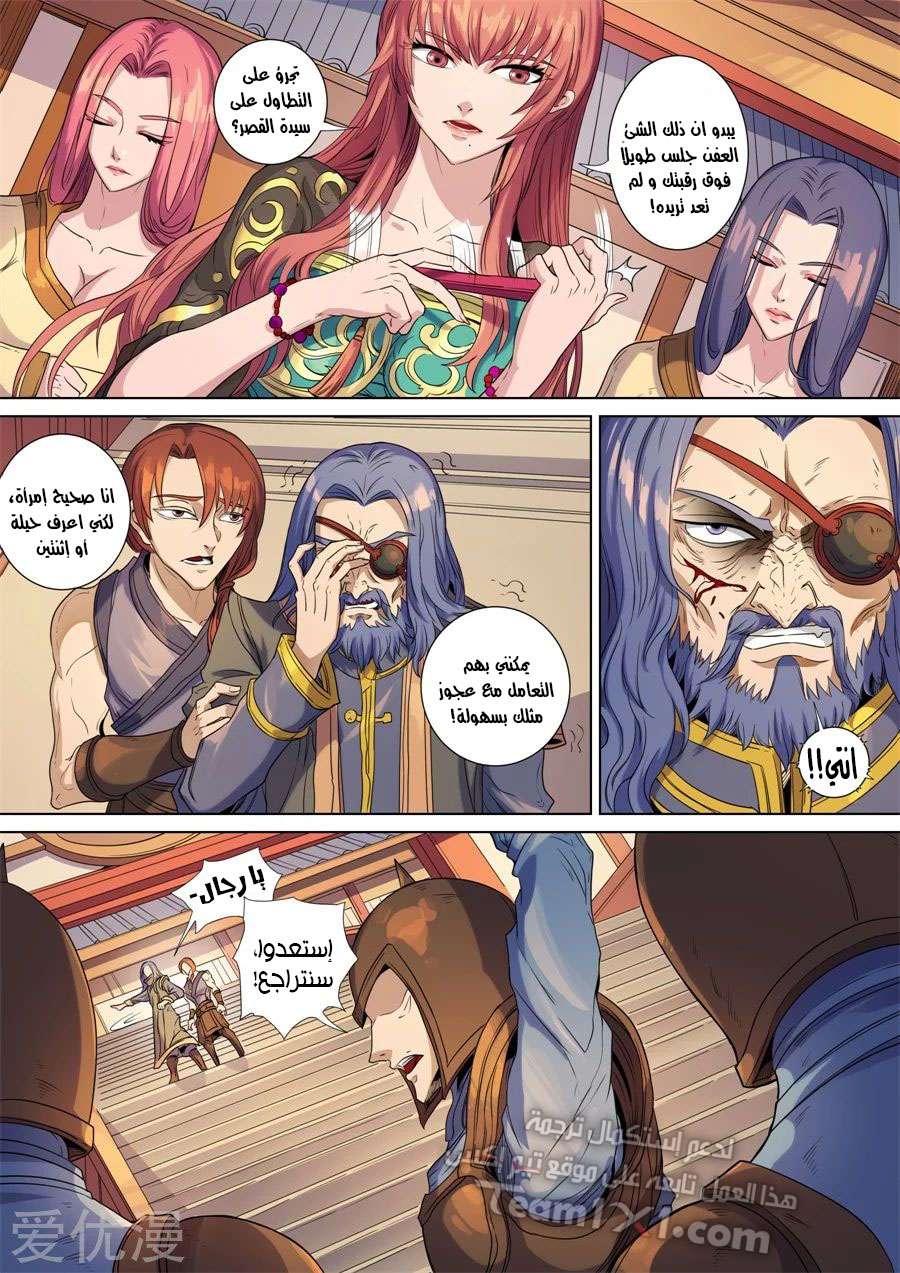 يبدو ان ذلك الشئ
العفن جلس طويلاً
فوق رقبتك و لم
تعد تريده!
تجرؤ على
التطاول على
سيدة القصر؟
انتي!!
انا صحيح إمرأة،
لكني اعرف حيلة
أو إثنتين
يمكنني بهم
التعامل مع عجوز
مثلك بسهولة!
يا رجال-
إستعدوا،
سنتراجع!
لدعم إستكمال ترجمة
هذا العمل تابعه على موقع تيم إكس
Team1X1.com
爱优漫